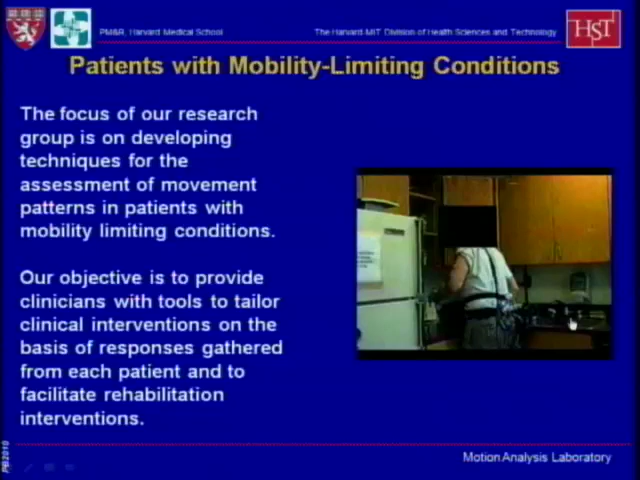 PM&R, Harvard Medical School
The Harvard-MIT Division of Health Sciences and Technology
HST
Patients with Mobility-Limiting Conditions
The focus of our research
group is on developing
techniques for the
assessment of movement
patterns in patients with
mobility limiting conditions.
Our objective is to provide
clinicians with tools to tailor
clinical interventions on the
basis of responses gathered
from each patient and to
facilitate rehabilitation
interventions.
PB2010
Motion Analysis Laboratory